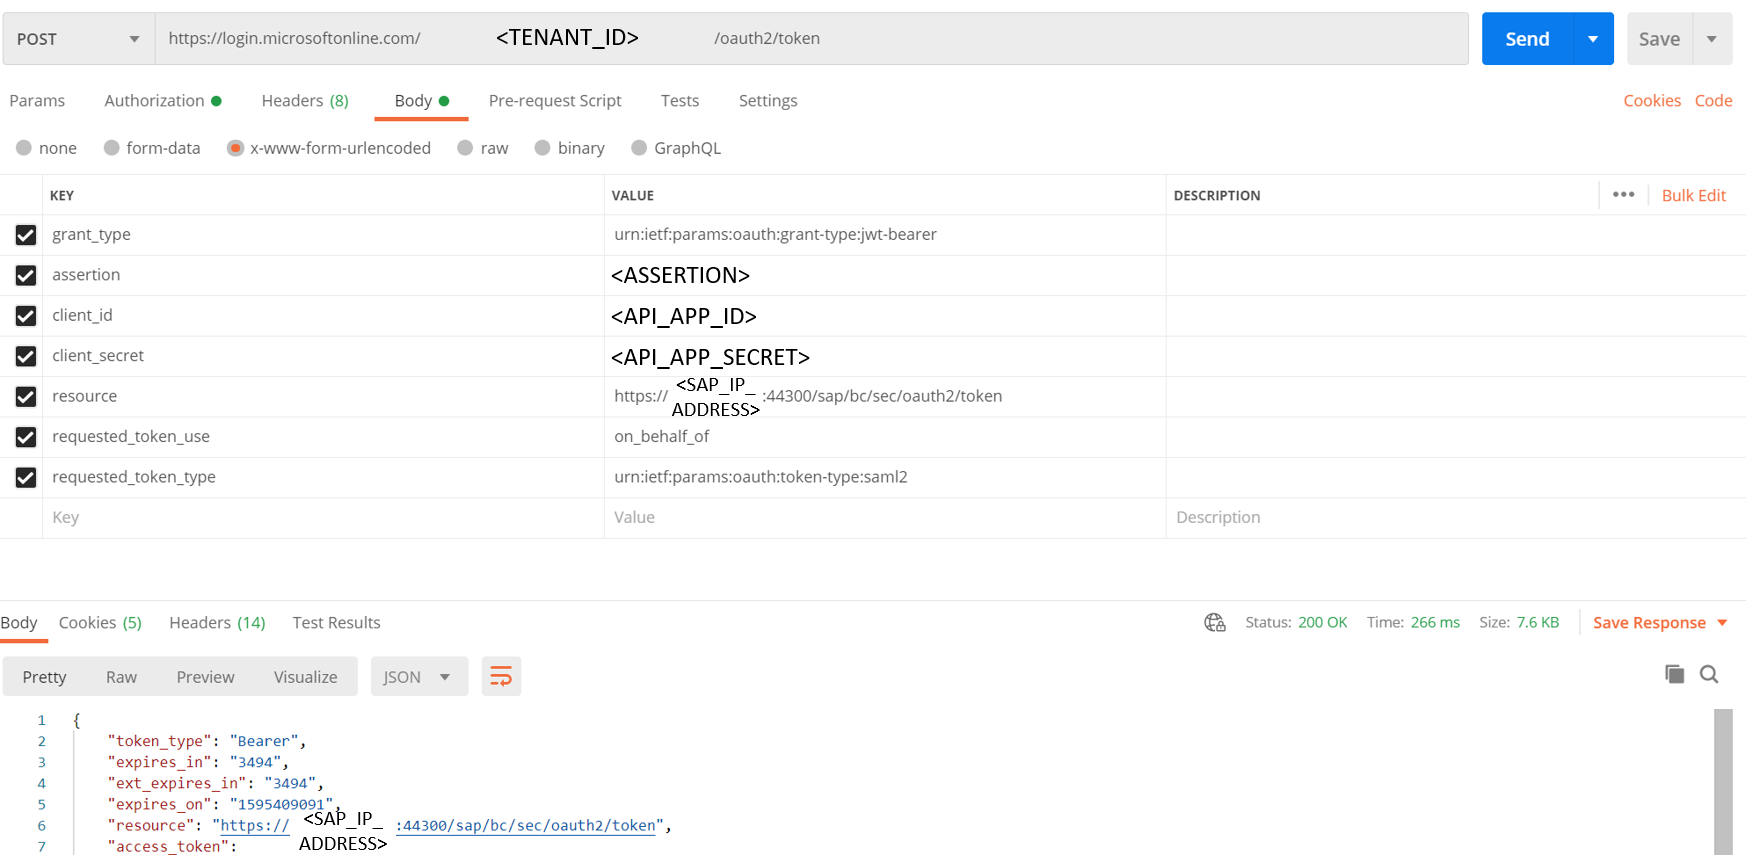 POST https://login.microsoftonline.com/ <TENANT_ID> /oauth2/token Send Save
Params Authorization Headers (8) Body Pre-request Script Tests Settings Cookies Code
none form-data x-www-form-urlencoded raw binary GraphQL
KEY VALUE DESCRIPTION ••• Bulk Edit
grant_type urn:ietf:params:oauth:grant-type:jwt-bearer
assertion <ASSERTION>
client_id <API_APP_ID>
client_secret <API_APP_SECRET>
resource https:// <SAP_IP_ADDRESS> :44300/sap/bc/sec/oauth2/token
requested_token_use on_behalf_of
requested_token_type urn:ietf:params:oauth:token-type:saml2
Key Value Description
Body Cookies (5) Headers (14) Test Results Status: 200 OK Time: 266 ms Size: 7.6 KB Save Response
Pretty Raw Preview Visualize JSON
1 {
2 "token_type": "Bearer",
3 "expires_in": "3494",
4 "ext_expires_in": "3494",
5 "expires_on": "1595409091",
6 "resource": "https:// <SAP_IP_ADDRESS> :44300/sap/bc/sec/oauth2/token",
7 "access_token":